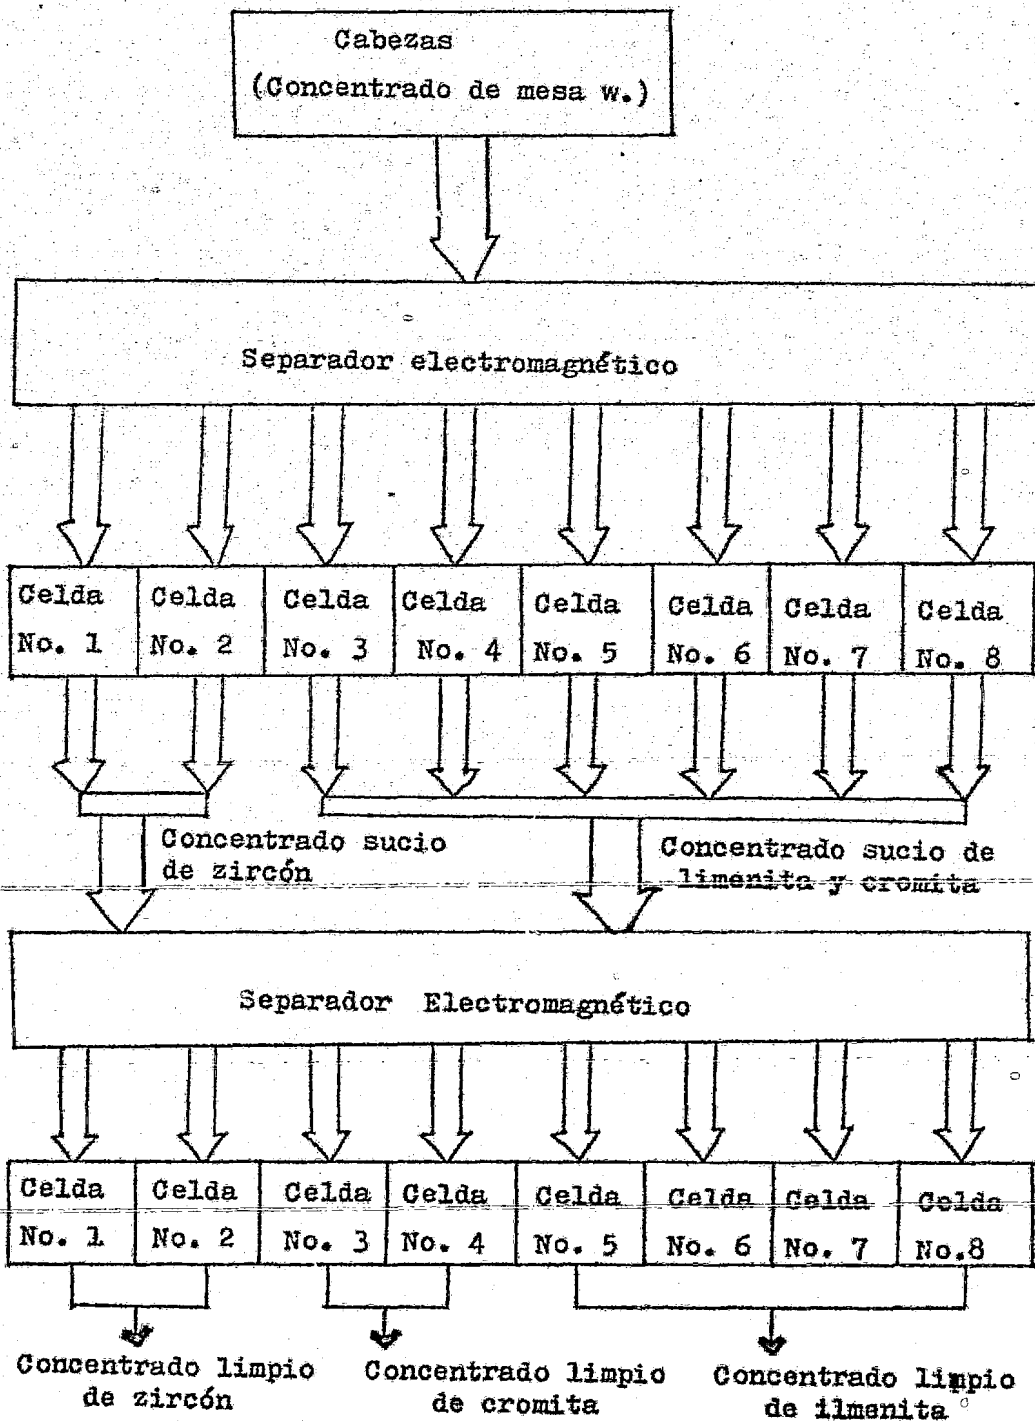 Cabezas
(Concentrado de mesa w.)
Separador electromagnético
Celda No. 1
Celda No. 2
Celda No. 3
Celda No. 4
Celda No. 5
Celda No. 6
Celda No. 7
Celda No. 8
Concentrado sucio
de zircón
Concentrado sucio de
limenita y cromita
Separador Electromagnético
Celda No. 1
Celda No. 2
Celda No. 3
Celda No. 4
Celda No. 5
Celda No. 6
Celda No. 7
Celda No.8
Concentrado limpio
de zircón
Concentrado limpio
de cromita
Concentrado limpio
de ilmenita